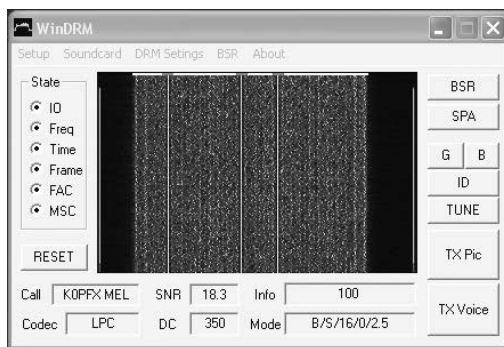 WinDRM
Setup Soundcard DRM Setings BSR About
State
IO
Freq
Time
Frame
FAC
MSC
RESET
BSR
SPA
G B
ID
TUNE
TX Pic
TX Voice
Call K0PFX MEL SNR 18.3 Info 100
Codec LPC DC 350 Mode B/S/16/0/2.5